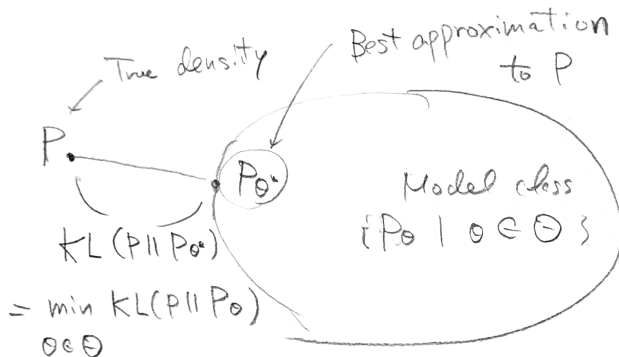 True density
Best approximation
to P
P
Pθ*
Model class
{Pθ | θ ∈ Θ}
KL(P||Pθ*)
= min KL(P||Pθ)
θ∈Θ